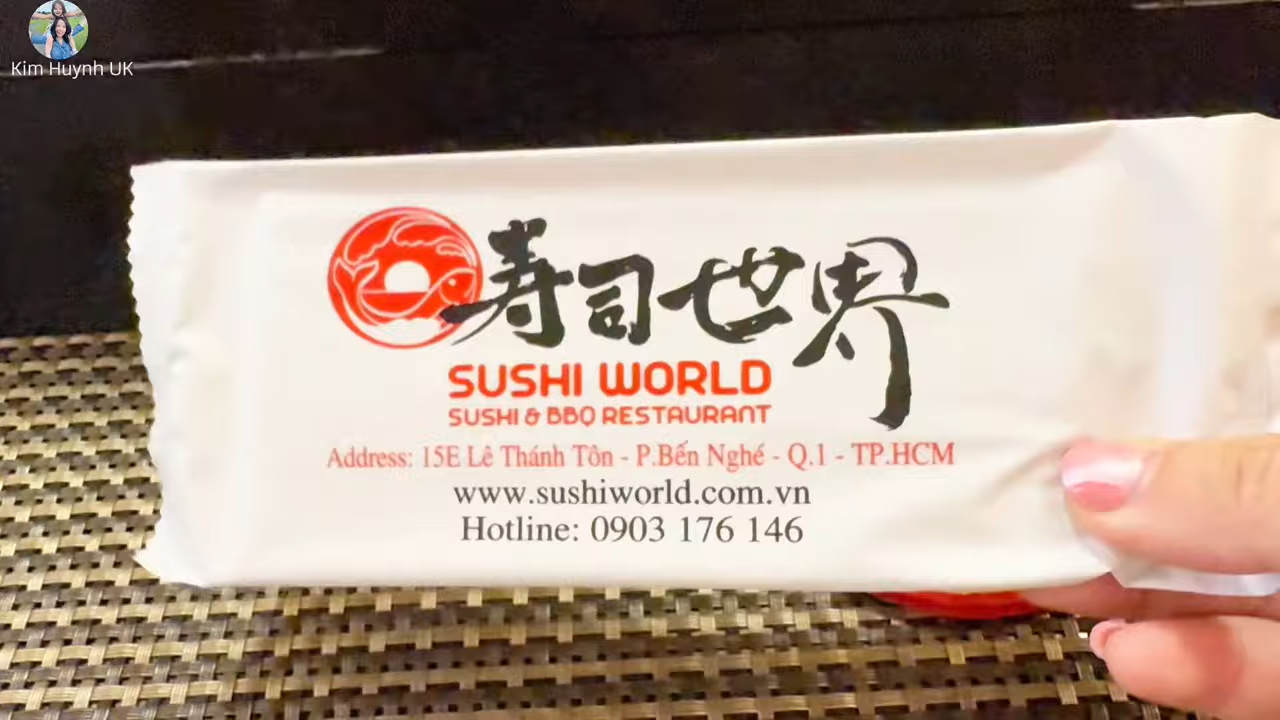 Kim Huynh UK
寿司世界
SUSHI WORLD
SUSHI & BBQ RESTAURANT
Address: 15E Lê Thánh Tôn - P.Bến Nghé - Q.1 - TP.HCM
www.sushiworld.com.vn
Hotline: 0903 176 146